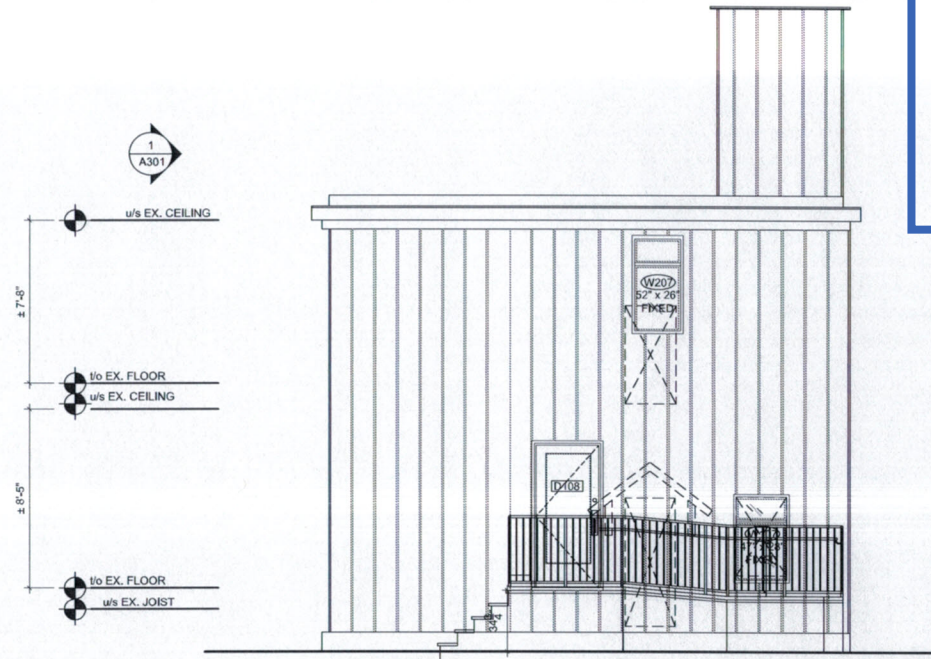 1
A301
u/s EX. CEILING
± 7'-8"
t/o EX. FLOOR
u/s EX. CEILING
± 8'-5"
t/o EX. FLOOR
u/s EX. JOIST
W207
52" x 26"
FIXED
D108